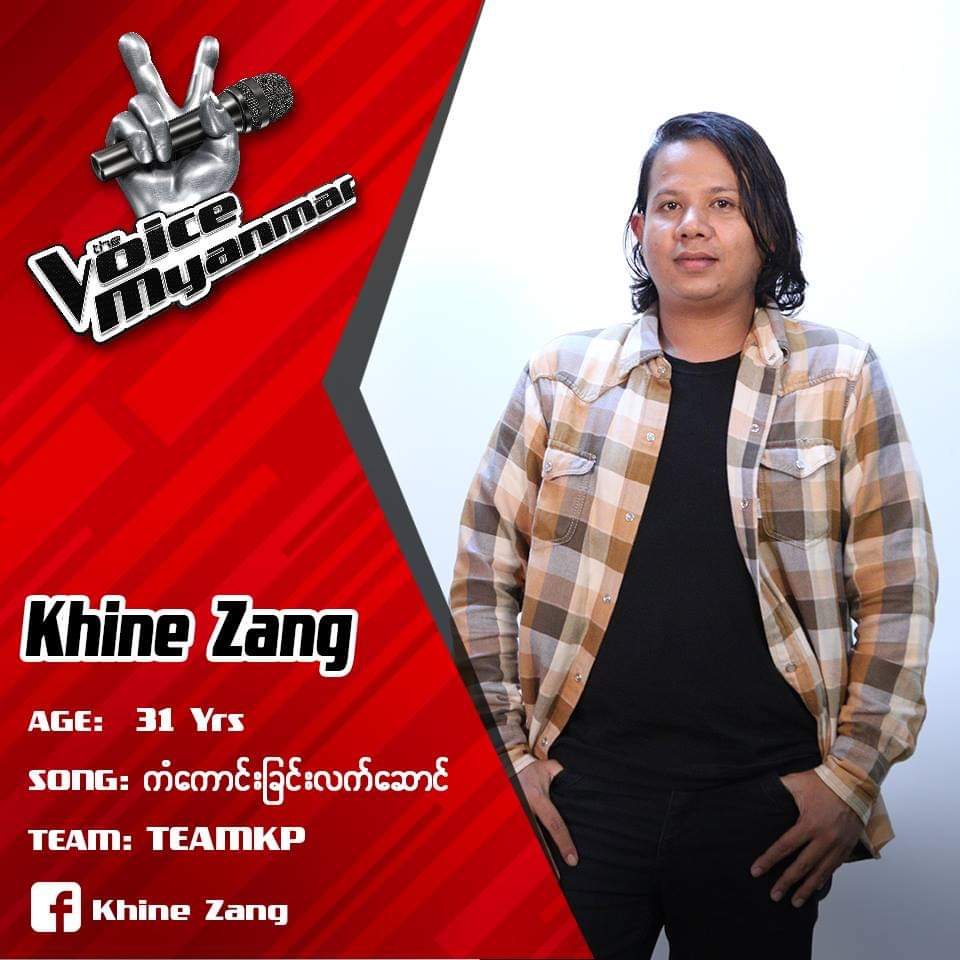 the Voice
Myanmar
Khine Zang
AGE: 31 Yrs
SONG: ကံကောင်းခြင်းလက်ဆောင်
TEAM: TEAMKP
f Khine Zang